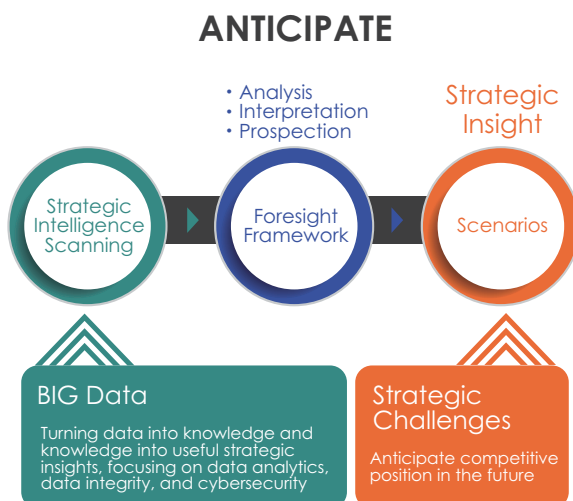 ANTICIPATE
• Analysis
• Interpretation
• Prospection
Strategic
Insight
Strategic
Intelligence
Scanning
Foresight
Framework
Scenarios
BIG Data
Turning data into knowledge and
knowledge into useful strategic
insights, focusing on data analytics,
data integrity, and cybersecurity
Strategic
Challenges
Anticipate competitive
position in the future